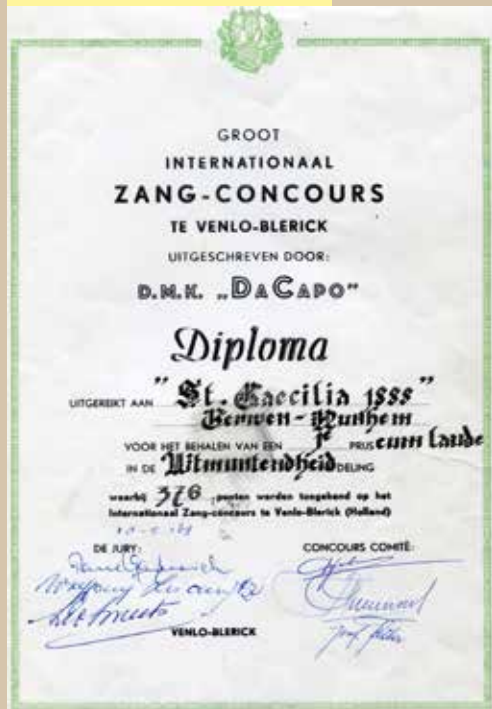 GROOT
INTERNATIONAAL
ZANG-CONCOURS
TE VENLO-BLERICK
UITGESCHREVEN DOOR:
D.M.K. „DACAPO"
Diploma
UITGEREIKT AAN "St. Caecilia 1888"
VOOR HET BEHALEN VAN EEN 1e PRIJS cum laude
IN DE Uitmuntendheid DELING
waarbij 376 punten werden toegekend op het
Internationaal Zang-concours te Venlo-Blerick (Holland)
DE JURY: CONCOURS COMITÉ:
VENLO-BLERICK